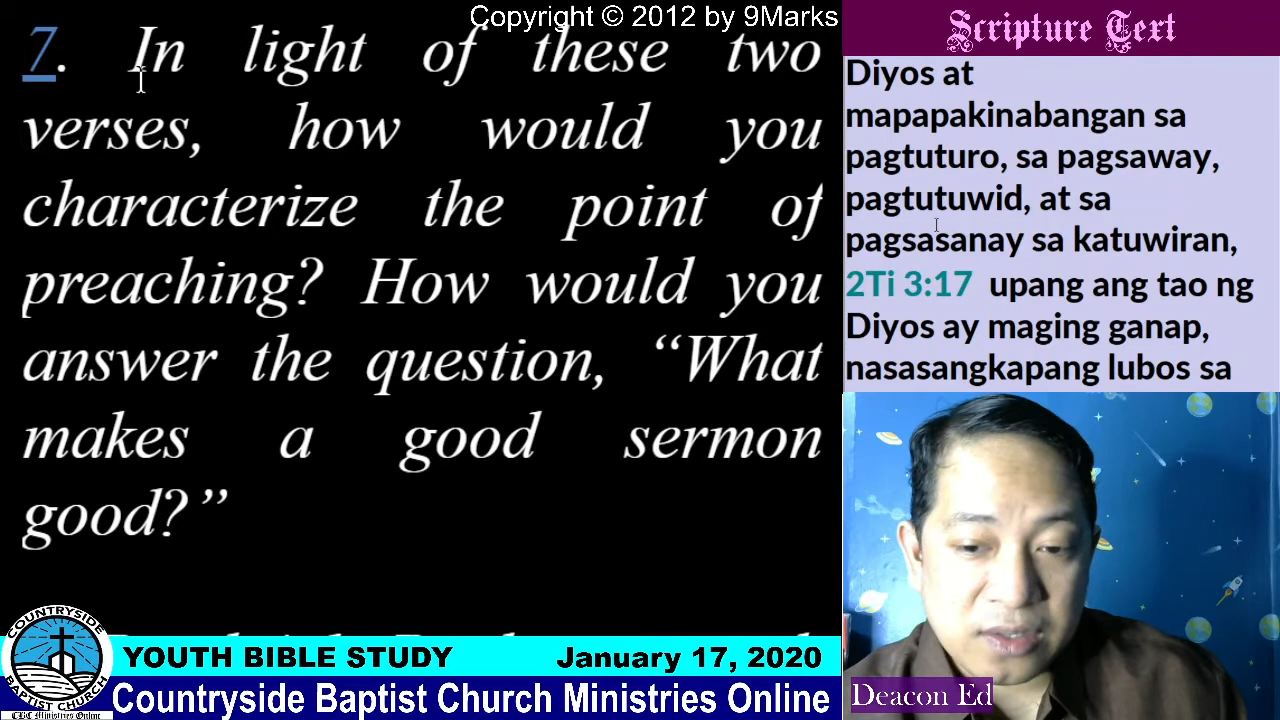 Copyright © 2012 by 9Marks
7. In light of these two
verses, how would you
characterize the point of
preaching? How would you
answer the question, “What
makes a good sermon
good?”
Scripture Text
Diyos at
mapapakinabangan sa
pagtuturo, sa pagsaway,
pagtutuwid, at sa
pagsasanay sa katuwiran,
2Ti 3:17 upang ang tao ng
Diyos ay maging ganap,
nasasangkapang lubos sa
Deacon Ed
COUNTRYSIDE
BAPTIST CHURCH
CBC Ministries Online
YOUTH BIBLE STUDY January 17, 2020
Countryside Baptist Church Ministries Online